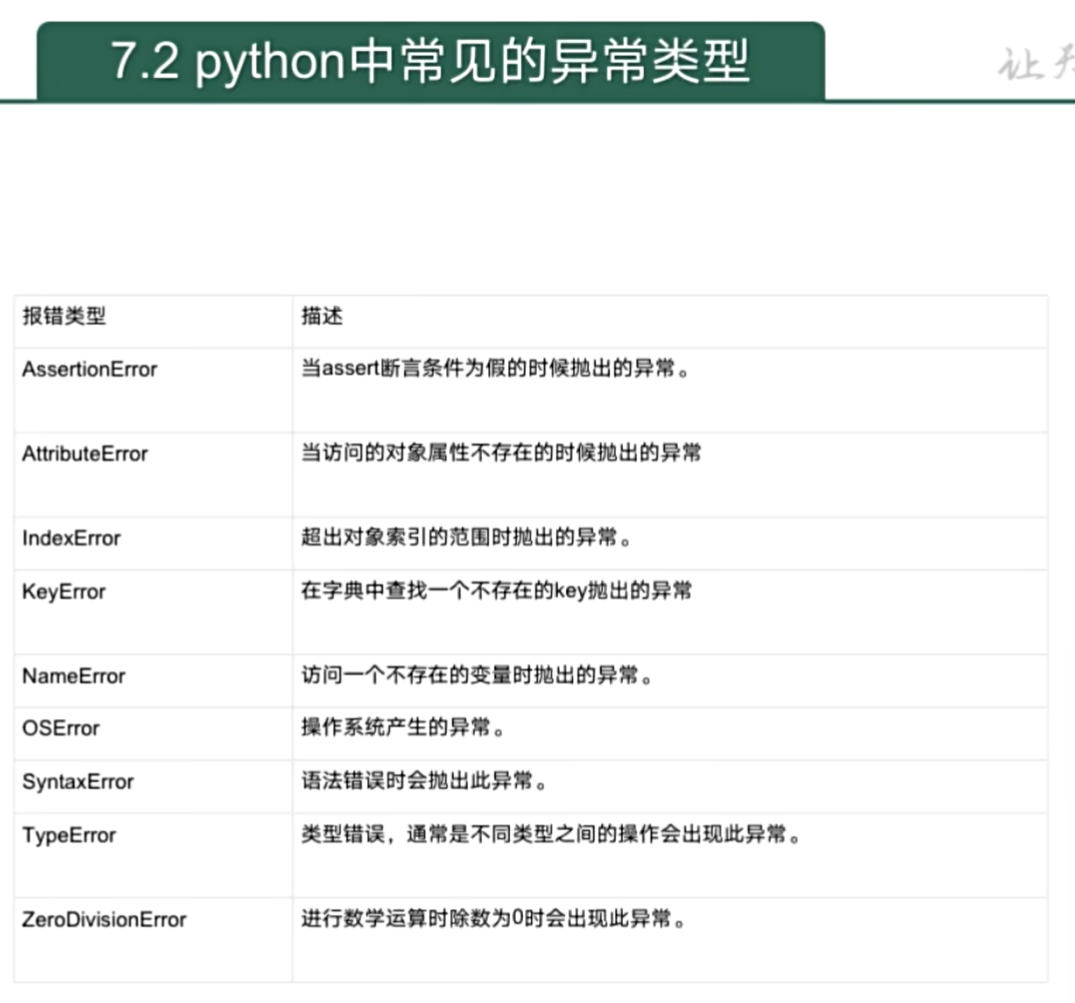 7.2 python中常见的异常类型
让
报错类型 描述
AssertionError 当assert断言条件为假的时候抛出的异常。
AttributeError 当访问的对象属性不存在的时候抛出的异常
IndexError 超出对象索引的范围时抛出的异常。
KeyError 在字典中查找一个不存在的key抛出的异常
NameError 访问一个不存在的变量时抛出的异常。
OSError 操作系统产生的异常。
SyntaxError 语法错误时会抛出此异常。
TypeError 类型错误，通常是不同类型之间的操作会出现此异常。
ZeroDivisionError 进行数学运算时除数为0时会出现此异常。